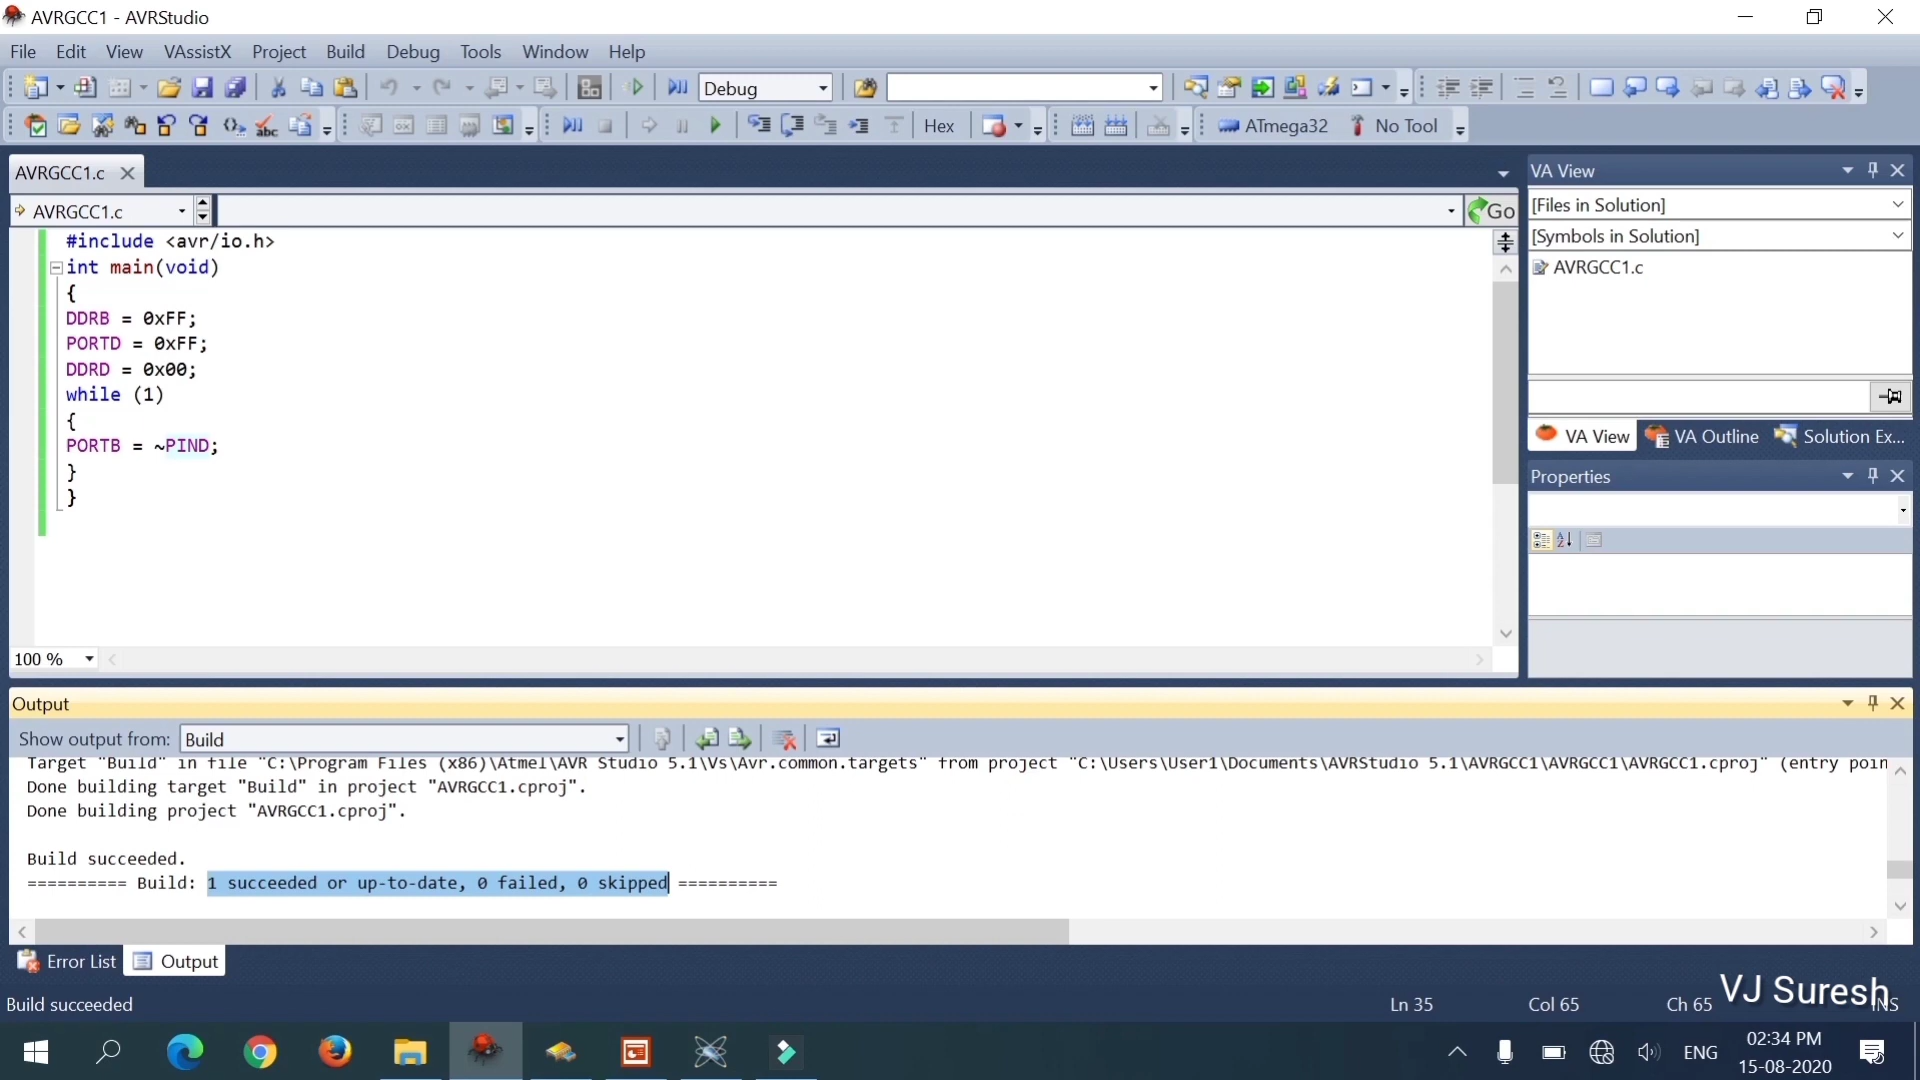 AVRGCC1 - AVRStudio
File Edit View VAssistX Project Build Debug Tools Window Help
Debug
Hex ATmega32 No Tool
AVRGCC1.c
AVRGCC1.c
Go
#include <avr/io.h>
int main(void)
{
DDRB = 0xFF;
PORTD = 0xFF;
DDRD = 0x00;
while (1)
{
PORTB = ~PIND;
}
}
100 %
VA View
[Files in Solution]
[Symbols in Solution]
AVRGCC1.c
VA View VA Outline Solution Ex...
Properties
Output
Show output from: Build
Target "Build" in file "C:\Program Files (x86)\Atmel\AVR Studio 5.1\Vs\Avr.common.targets" from project "C:\Users\User1\Documents\AVRStudio 5.1\AVRGCC1\AVRGCC1\AVRGCC1.cproj" (entry poin
Done building target "Build" in project "AVRGCC1.cproj".
Done building project "AVRGCC1.cproj".
Build succeeded.
========== Build: 1 succeeded or up-to-date, 0 failed, 0 skipped ==========
Error List Output
Build succeeded Ln 35 Col 65 Ch 65
VJ Suresh
ENG
02:34 PM
15-08-2020